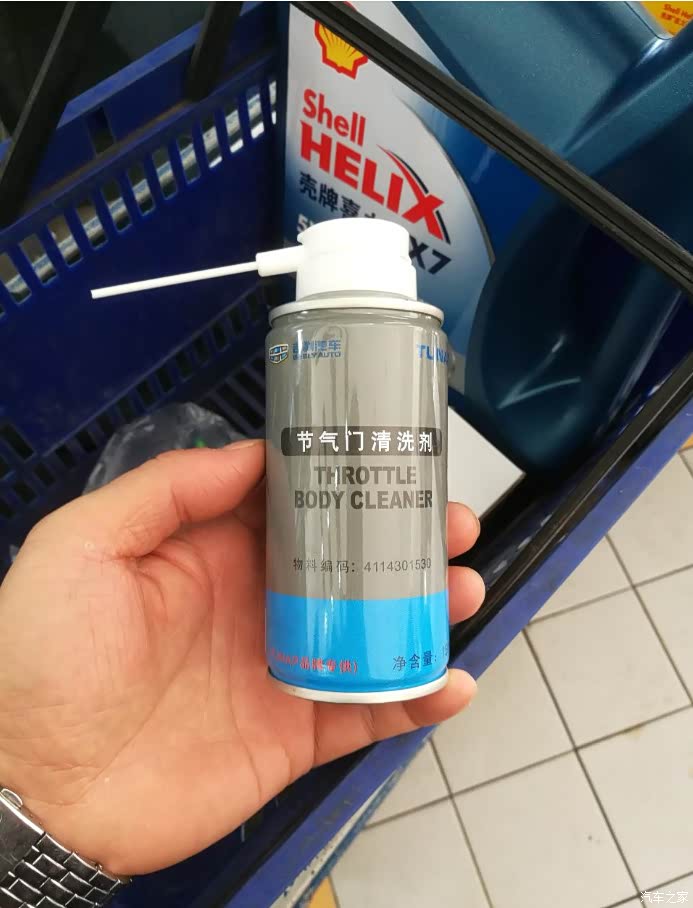 Shell
HELIX
壳牌喜
X7
吉利汽车
GEELY AUTO
节气门清洗剂
THROTTLE
BODY CLEANER
物料编码：4114301530
净含量：
汽车之家